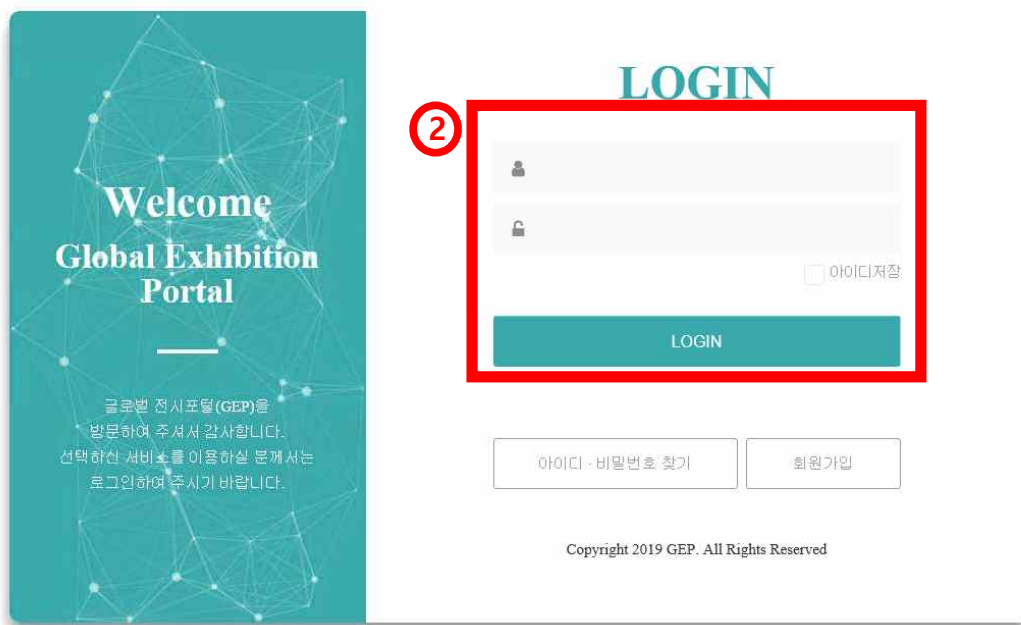 Welcome
Global Exhibition
Portal
글로벌 전시포털(GEP)을
방문하여 주셔서 감사합니다.
선택하신 서비스를 이용하실 분께서는
로그인하여 주시기 바랍니다.
LOGIN
2
아이디저장
LOGIN
아이디 · 비밀번호 찾기
회원가입
Copyright 2019 GEP. All Rights Reserved